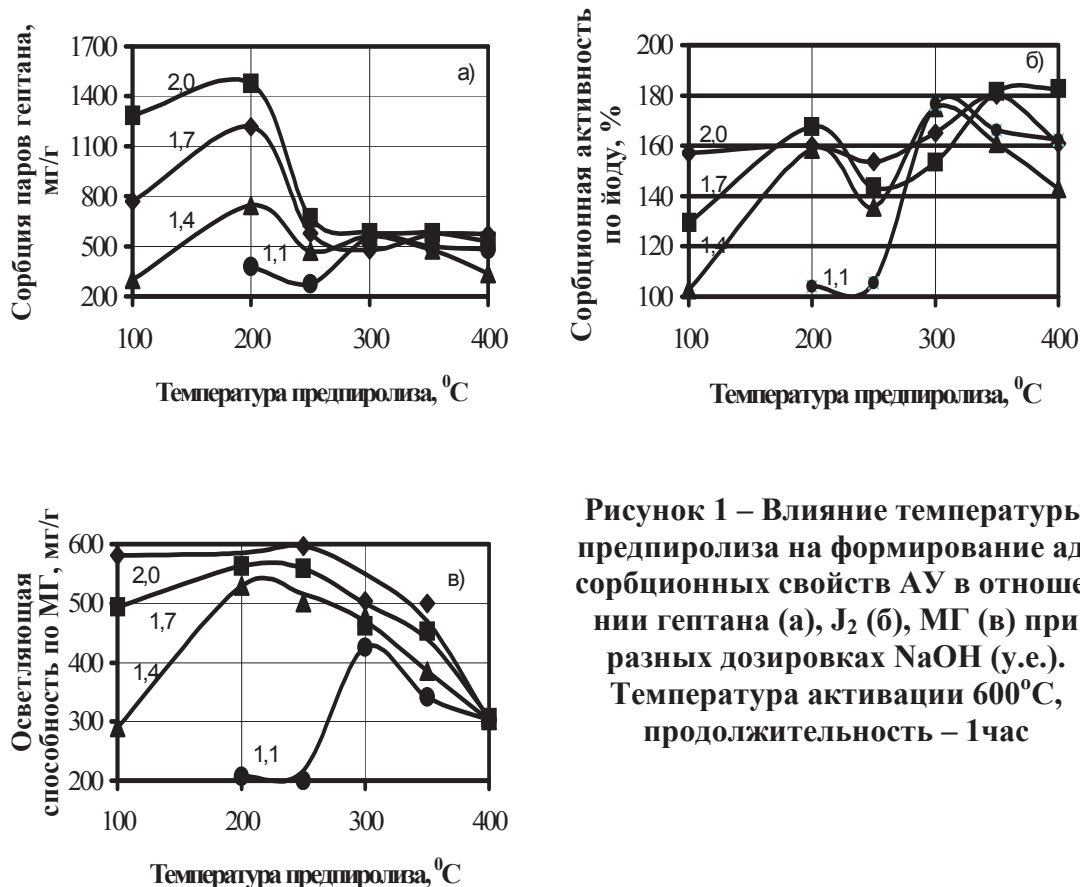 Сорбция паров гептана,
мг/г
1700
1400
1100
800
500
200
а)
2,0
1,7
1,4
1,1
100 200 300 400
Температура предпиролиза, ⁰С
Сорбционная активность
по йоду, %
200
180
160
140
120
100
б)
2,0
1,7
1,4
1,1
100 200 300 400
Температура предпиролиза, ⁰С
Осветляющая
способность по МГ, мг/г
600
500
400
300
200
в)
2,0
1,7
1,4
1,1
100 200 300 400
Температура предпиролиза, ⁰С
Рисунок 1 – Влияние температуры
предпиролиза на формирование ад
сорбционных свойств АУ в отноше
нии гептана (а), J₂ (б), МГ (в) при
разных дозировках NaOH (у.е.).
Температура активации 600°С,
продолжительность – 1час